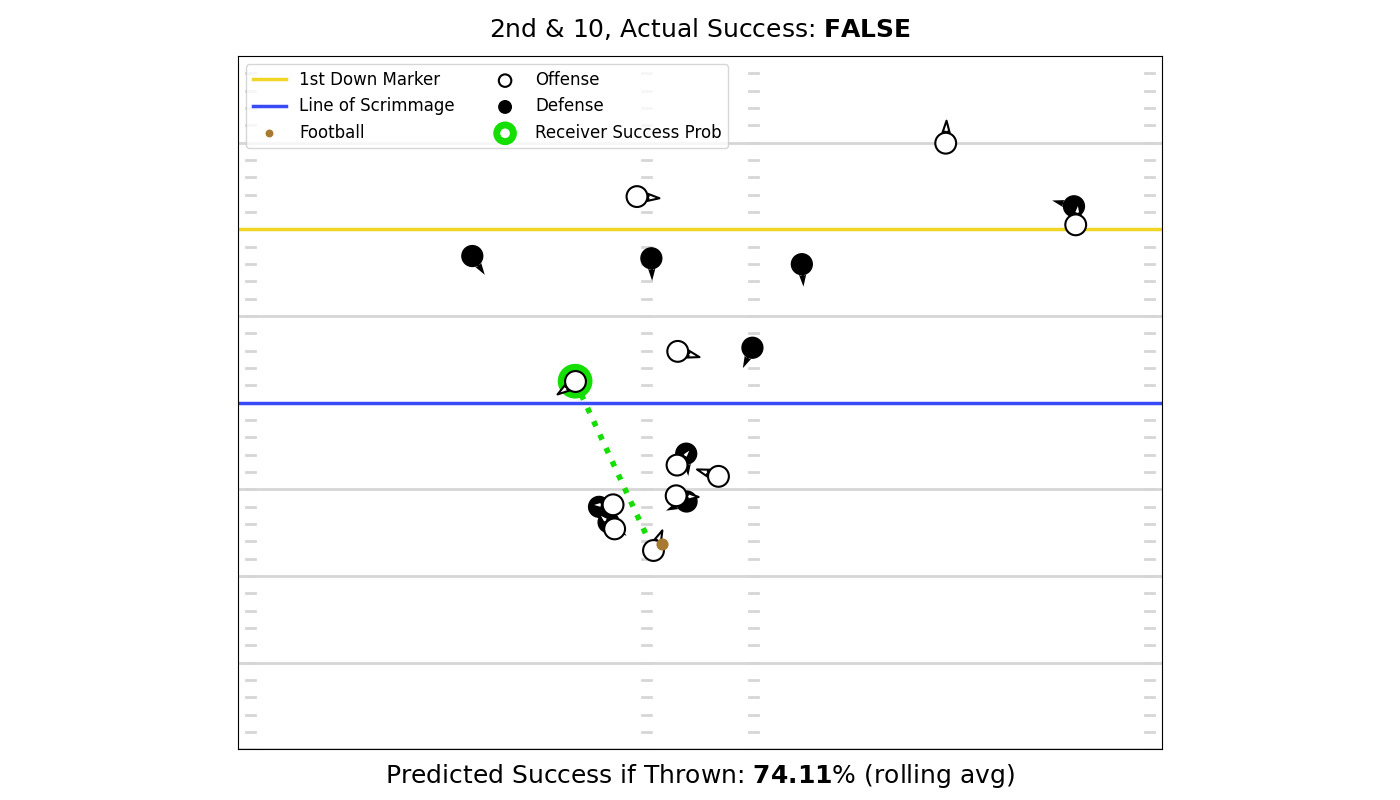 2nd & 10, Actual Success: FALSE
1st Down Marker
Line of Scrimmage
Football
Offense
Defense
Receiver Success Prob
Predicted Success if Thrown: 74.11% (rolling avg)